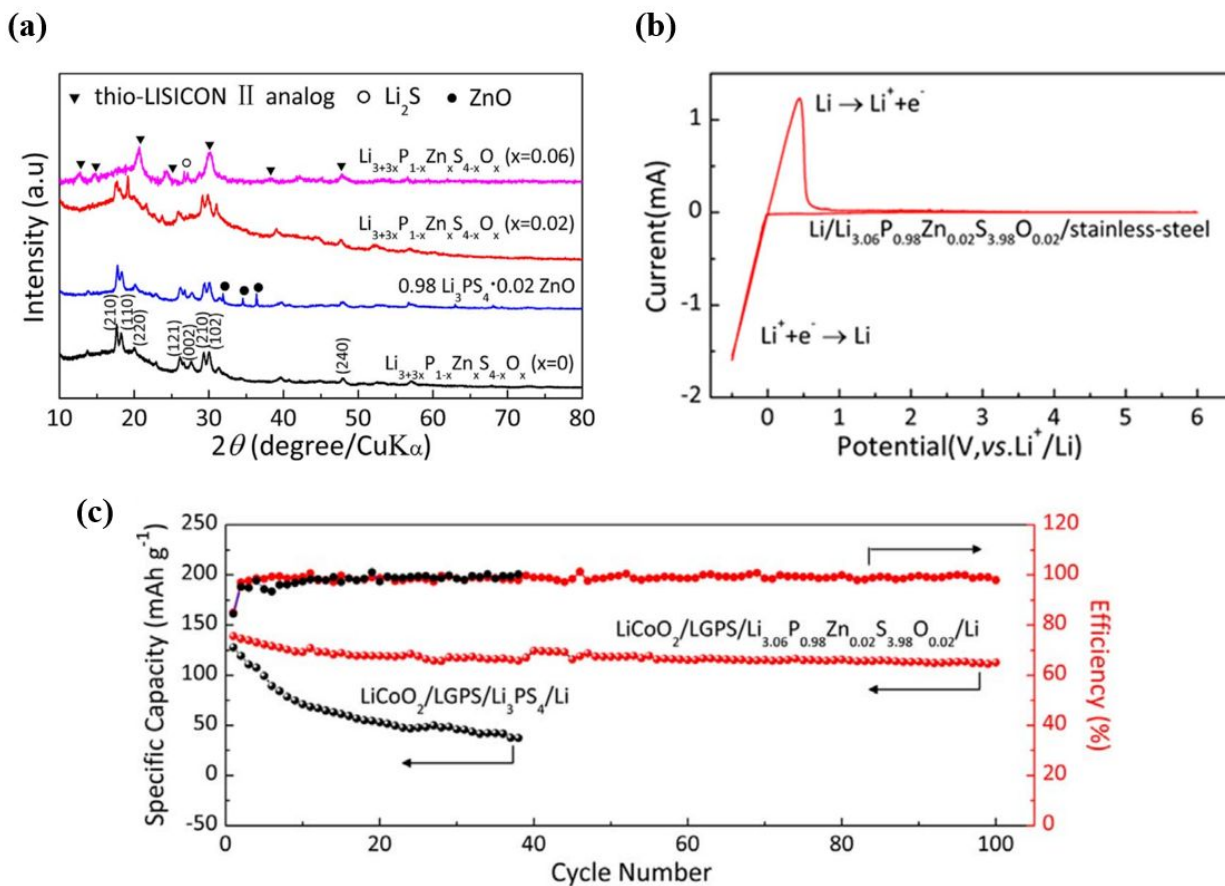 (a)
▼ thio-LISICON Ⅱ analog ○ Li₂S ● ZnO
Li₃₊₃ₓP₁₋ₓZnₓS₄₋ₓOₓ (x=0.06)
Li₃₊₃ₓP₁₋ₓZnₓS₄₋ₓOₓ (x=0.02)
0.98 Li₃PS₄·0.02 ZnO
(210)
(110)
(220)
(121)
(002)
(210)
(102)
(240)
Li₃₊₃ₓP₁₋ₓZnₓS₄₋ₓOₓ (x=0)
Intensity (a.u)
10 20 30 40 50 60 70 80
2θ (degree/CuKα)
(b)
Li → Li⁺+e⁻
Li/Li₃.₀₆P₀.₉₈Zn₀.₀₂S₃.₉₈O₀.₀₂/stainless-steel
Li⁺+e⁻ → Li
Current(mA)
1
0
-1
-2
0 1 2 3 4 5 6
Potential(V,vs.Li⁺/Li)
(c)
Specific Capacity (mAh g⁻¹)
250
200
150
100
50
0
-50
LiCoO₂/LGPS/Li₃.₀₆P₀.₉₈Zn₀.₀₂S₃.₉₈O₀.₀₂/Li
LiCoO₂/LGPS/Li₃PS₄/Li
120
100
80
60
40
20
0
Efficiency (%)
0 20 40 60 80 100
Cycle Number